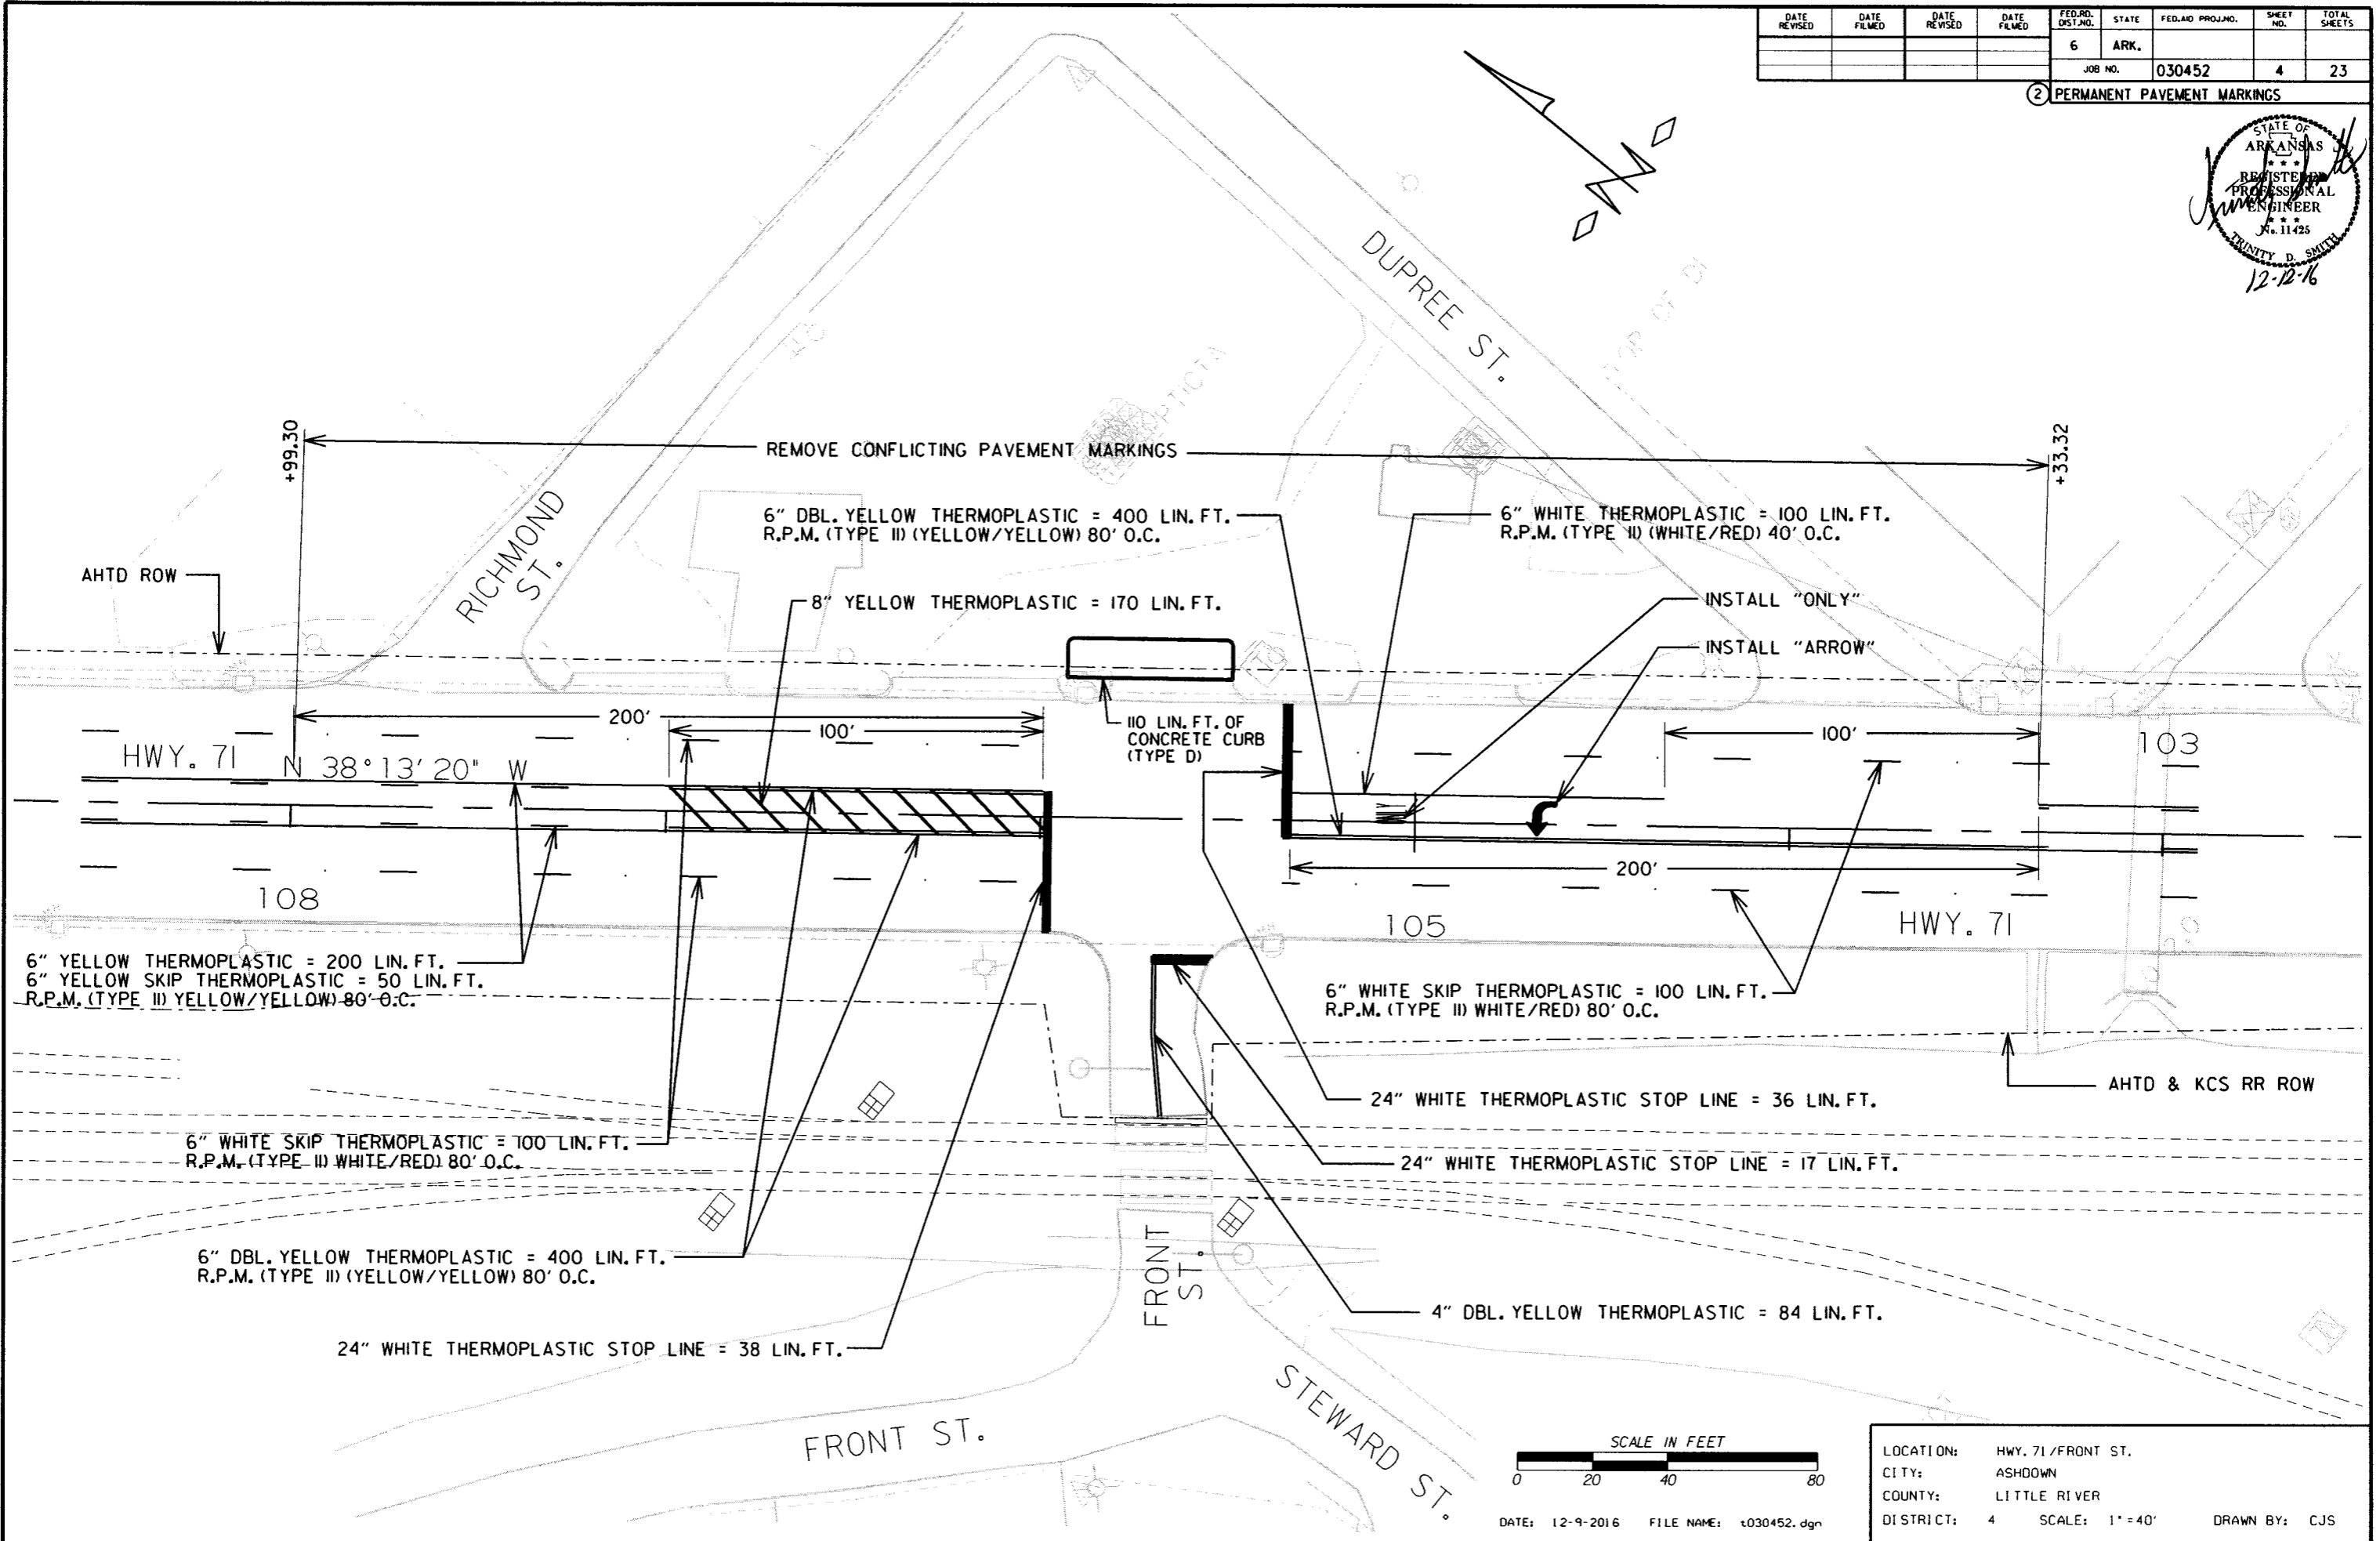 DATE REVISED
DATE FILMED
DATE REVISED
DATE FILMED
FED.RD. DIST.NO.
STATE
FED.AID PROJ.NO.
SHEET NO.
TOTAL SHEETS
6
ARK.
JOB NO.
030452
4
23
2 PERMANENT PAVEMENT MARKINGS
STATE OF
ARKANSAS
REGISTERED
PROFESSIONAL
ENGINEER
No. 11425
TRINITY D. SMITH
12-12-16
DUPREE ST.
+99.30
REMOVE CONFLICTING PAVEMENT MARKINGS
+33.32
RICHMOND
ST.
6" DBL. YELLOW THERMOPLASTIC = 400 LIN. FT.
R.P.M. (TYPE II) (YELLOW/YELLOW) 80' O.C.
6" WHITE THERMOPLASTIC = 100 LIN. FT.
R.P.M. (TYPE II) (WHITE/RED) 40' O.C.
AHTD ROW
8" YELLOW THERMOPLASTIC = 170 LIN. FT.
INSTALL "ONLY"
INSTALL "ARROW"
200'
100'
110 LIN. FT. OF
CONCRETE CURB
(TYPE D)
100'
103
HWY. 71
N 38°13'20" W
200'
108
105
HWY. 71
6" YELLOW THERMOPLASTIC = 200 LIN. FT.
6" YELLOW SKIP THERMOPLASTIC = 50 LIN. FT.
R.P.M. (TYPE II) YELLOW/YELLOW) 80' O.C.
6" WHITE SKIP THERMOPLASTIC = 100 LIN. FT.
R.P.M. (TYPE II) WHITE/RED) 80' O.C.
AHTD & KCS RR ROW
24" WHITE THERMOPLASTIC STOP LINE = 36 LIN. FT.
6" WHITE SKIP THERMOPLASTIC = 100 LIN. FT.
R.P.M. (TYPE II) WHITE/RED) 80' O.C.
24" WHITE THERMOPLASTIC STOP LINE = 17 LIN. FT.
6" DBL. YELLOW THERMOPLASTIC = 400 LIN. FT.
R.P.M. (TYPE II) (YELLOW/YELLOW) 80' O.C.
FRONT
ST.
4" DBL. YELLOW THERMOPLASTIC = 84 LIN. FT.
24" WHITE THERMOPLASTIC STOP LINE = 38 LIN. FT.
FRONT ST.
STEWARD ST.
SCALE IN FEET
0 20 40 80
DATE: 12-9-2016 FILE NAME: t030452.dgn
LOCATION: HWY. 71/FRONT ST.
CITY: ASHDOWN
COUNTY: LITTLE RIVER
DISTRICT: 4 SCALE: 1"=40' DRAWN BY: CJS